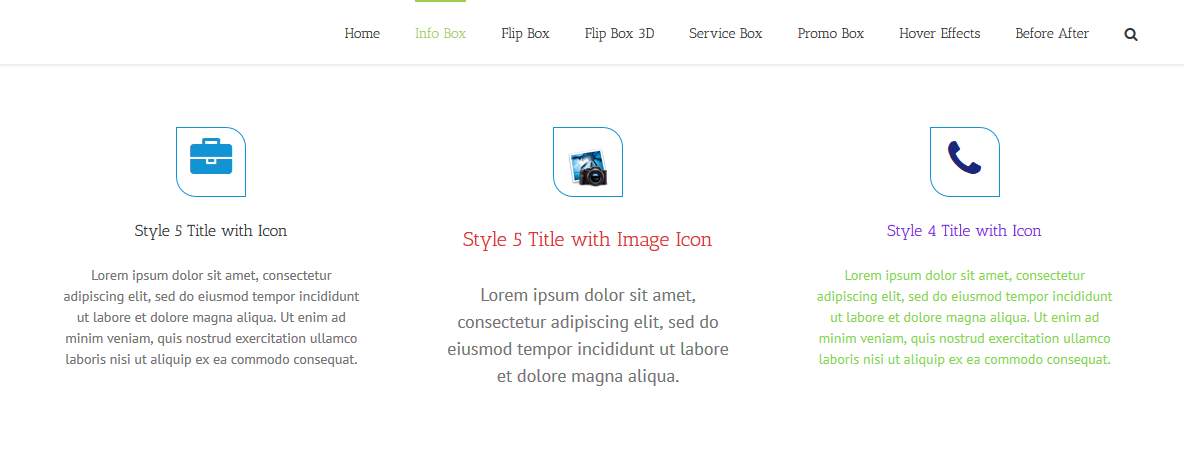 Home Info Box Flip Box Flip Box 3D Service Box Promo Box Hover Effects Before After
Style 5 Title with Icon
Lorem ipsum dolor sit amet, consectetur
adipiscing elit, sed do eiusmod tempor incididunt
ut labore et dolore magna aliqua. Ut enim ad
minim veniam, quis nostrud exercitation ullamco
laboris nisi ut aliquip ex ea commodo consequat.
Style 5 Title with Image Icon
Lorem ipsum dolor sit amet,
consectetur adipiscing elit, sed do
eiusmod tempor incididunt ut labore
et dolore magna aliqua.
Style 4 Title with Icon
Lorem ipsum dolor sit amet, consectetur
adipiscing elit, sed do eiusmod tempor incididunt
ut labore et dolore magna aliqua. Ut enim ad
minim veniam, quis nostrud exercitation ullamco
laboris nisi ut aliquip ex ea commodo consequat.